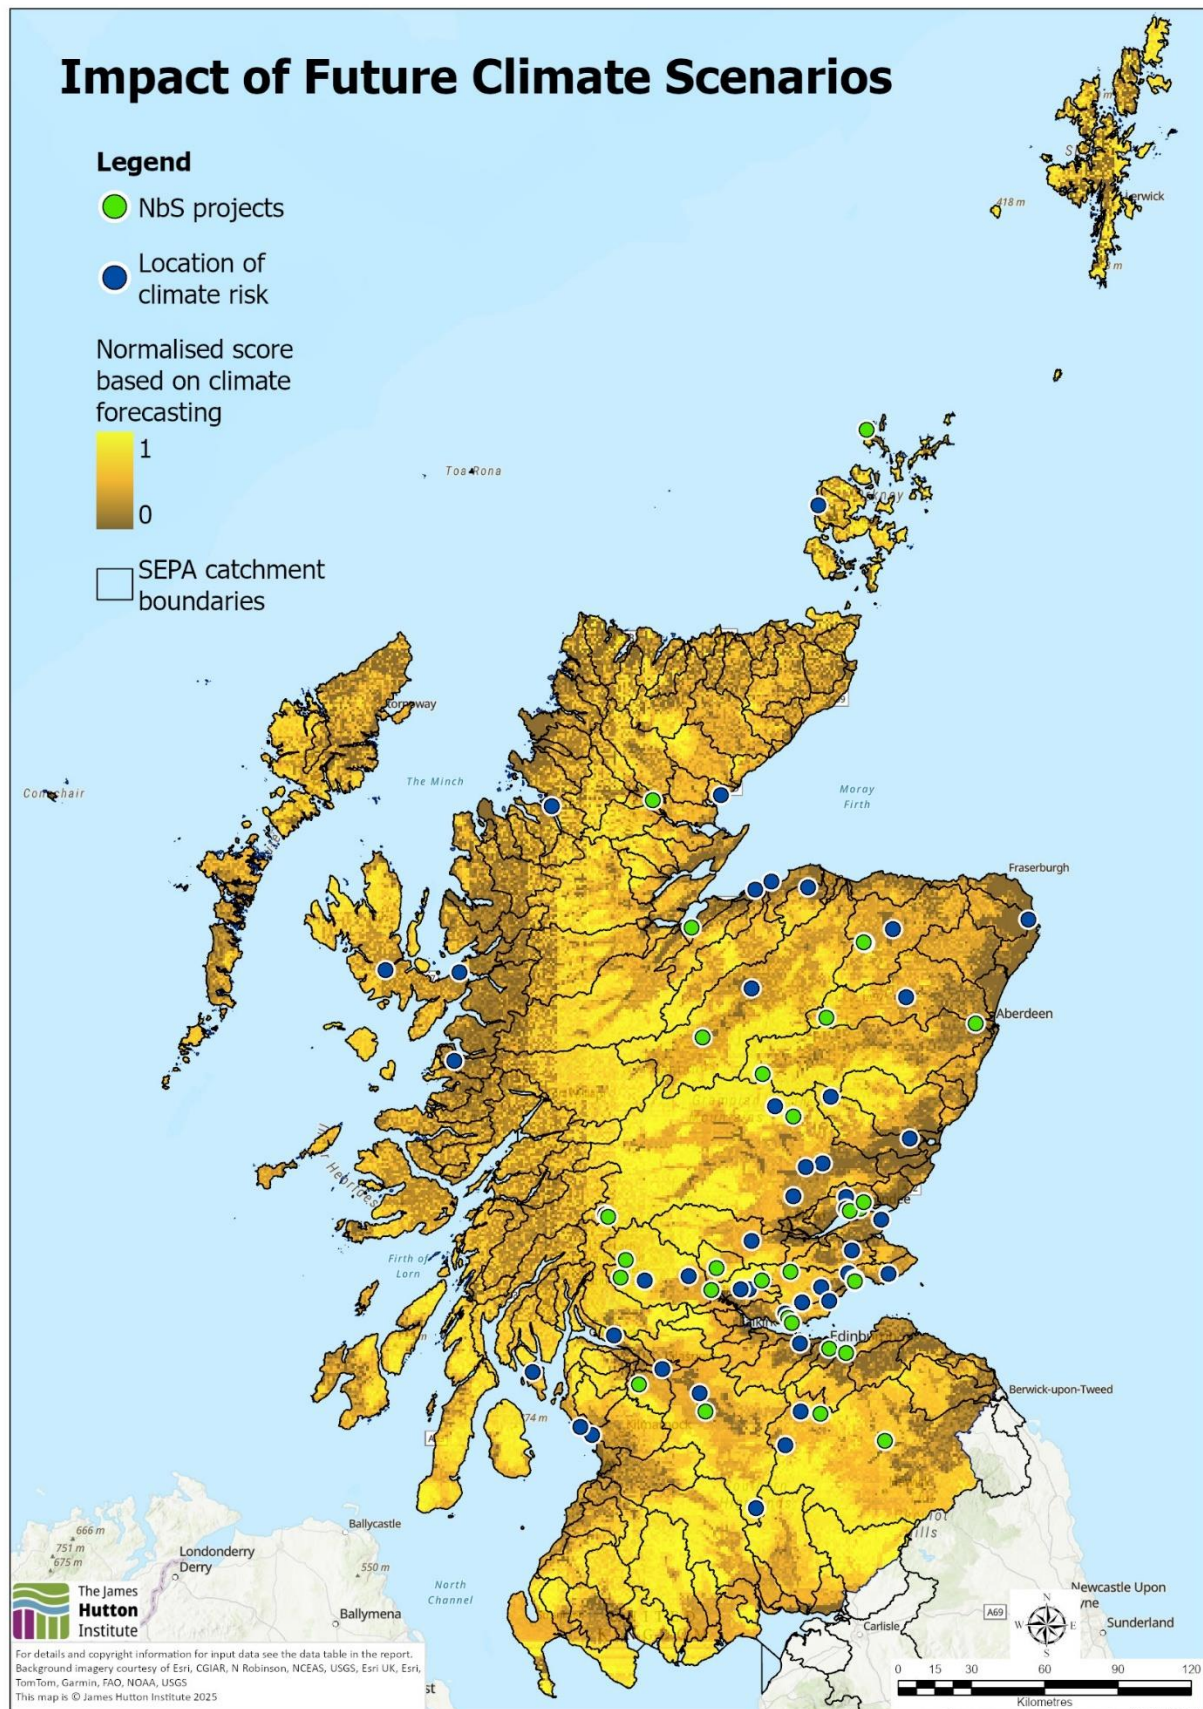 Impact of Future Climate Scenarios
Legend
NbS projects
Location of
climate risk
Normalised score
based on climate
forecasting
1
0
SEPA catchment
boundaries
418 m
Lerwick
Toa Rona
The Minch
Moray
Firth
Fraserburgh
Aberdeen
Firth of
Lorn
Edinburgh
Berwick-upon-Tweed
Kilmarnock
666 m
751 m
675 m
Ballycastle
Londonderry
Derry
550 m
Ballymena
North
Channel
A69
Newcastle Upon
Sunderland
Carlisle
N
W
E
S
The James
Hutton
Institute
For details and copyright information for input data see the data table in the report.
Background imagery courtesy of Esri, CGIAR, N Robinson, NCEAS, USGS, Esri UK, Esri,
TomTom, Garmin, FAO, NOAA, USGS
This map is © James Hutton Institute 2025
0 15 30 60 90 120
Kilometres